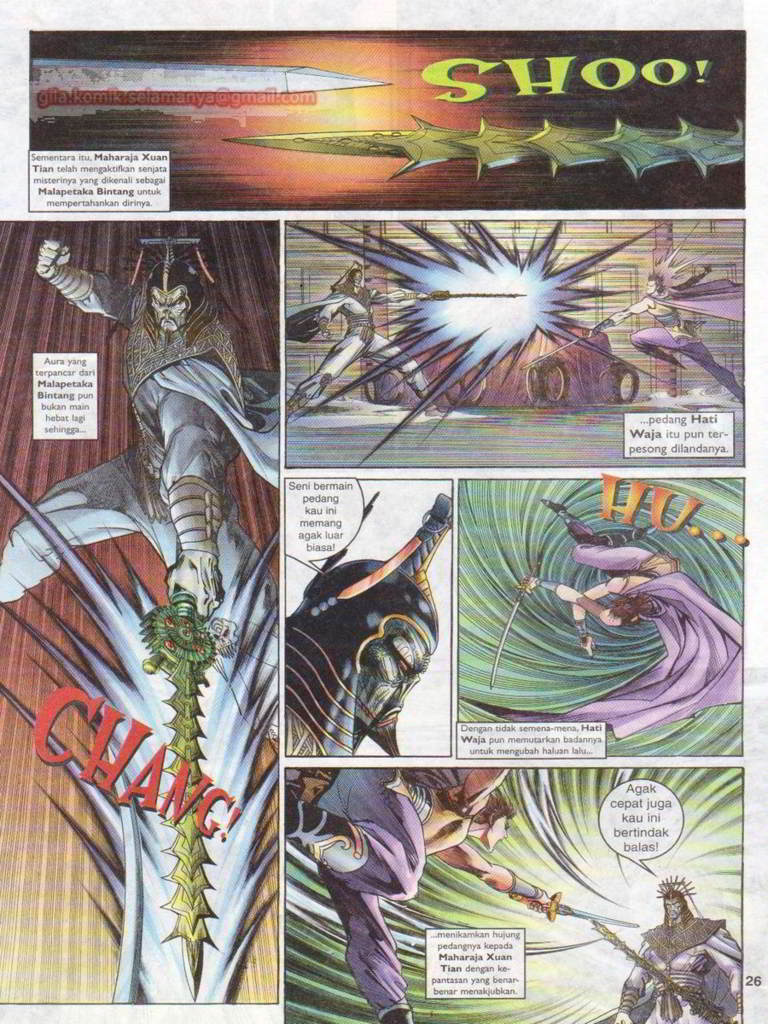 SHOO!
gila.komik.selamanya@gmail.com
Sementara itu, Maharaja Xuan
Tian telah mengaktifkan senjata
misterinya yang dikenali sebagai
Malapetaka Bintang untuk
mempertahankan dirinya.
Aura yang
terpancar dari
Malapetaka
Bintang pun
bukan main
hebat lagi
sehingga...
CHANG!
...pedang Hati
Waja itu pun ter-
pesong dilandanya.
Seni bermain
pedang
kau ini
memang
agak luar
biasa!
HU...
Dengan tidak semena-mena, Hati
Waja pun memutarkan badannya
untuk mengubah haluan lalu...
Agak
cepat juga
kau ini
bertindak
balas!
...menikamkan hujung
pedangnya kepada
Maharaja Xuan
Tian dengan ke-
pantasan yang benar-
benar menakjubkan.
26